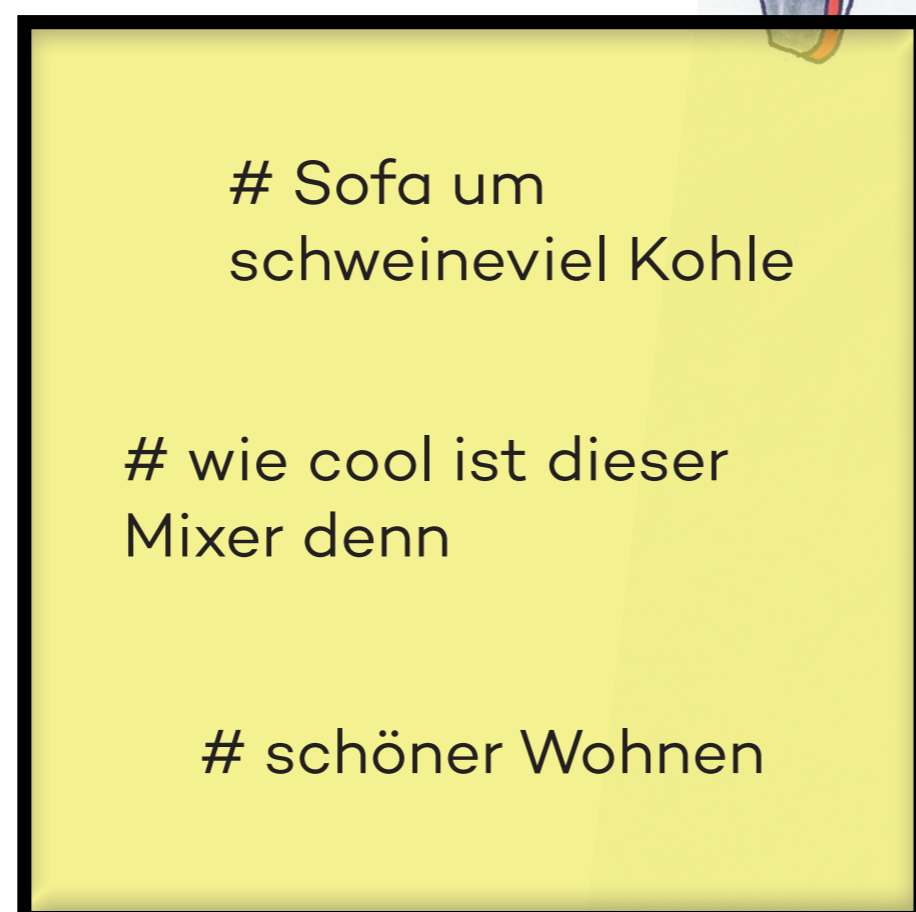 # Sofa um
schweineviel Kohle
# wie cool ist dieser
Mixer denn
# schöner Wohnen